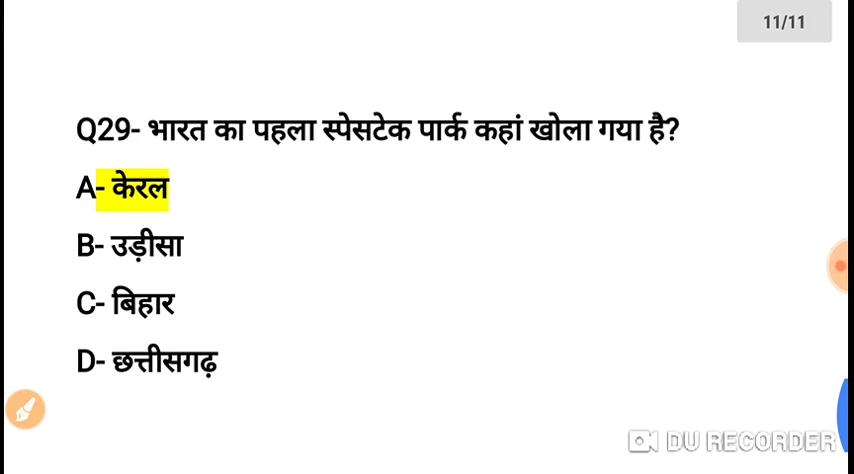 11/11
Q29- भारत का पहला स्पेसटेक पार्क कहां खोला गया है?
A- केरल
B- उड़ीसा
C- बिहार
D- छत्तीसगढ़
DU RECORDER